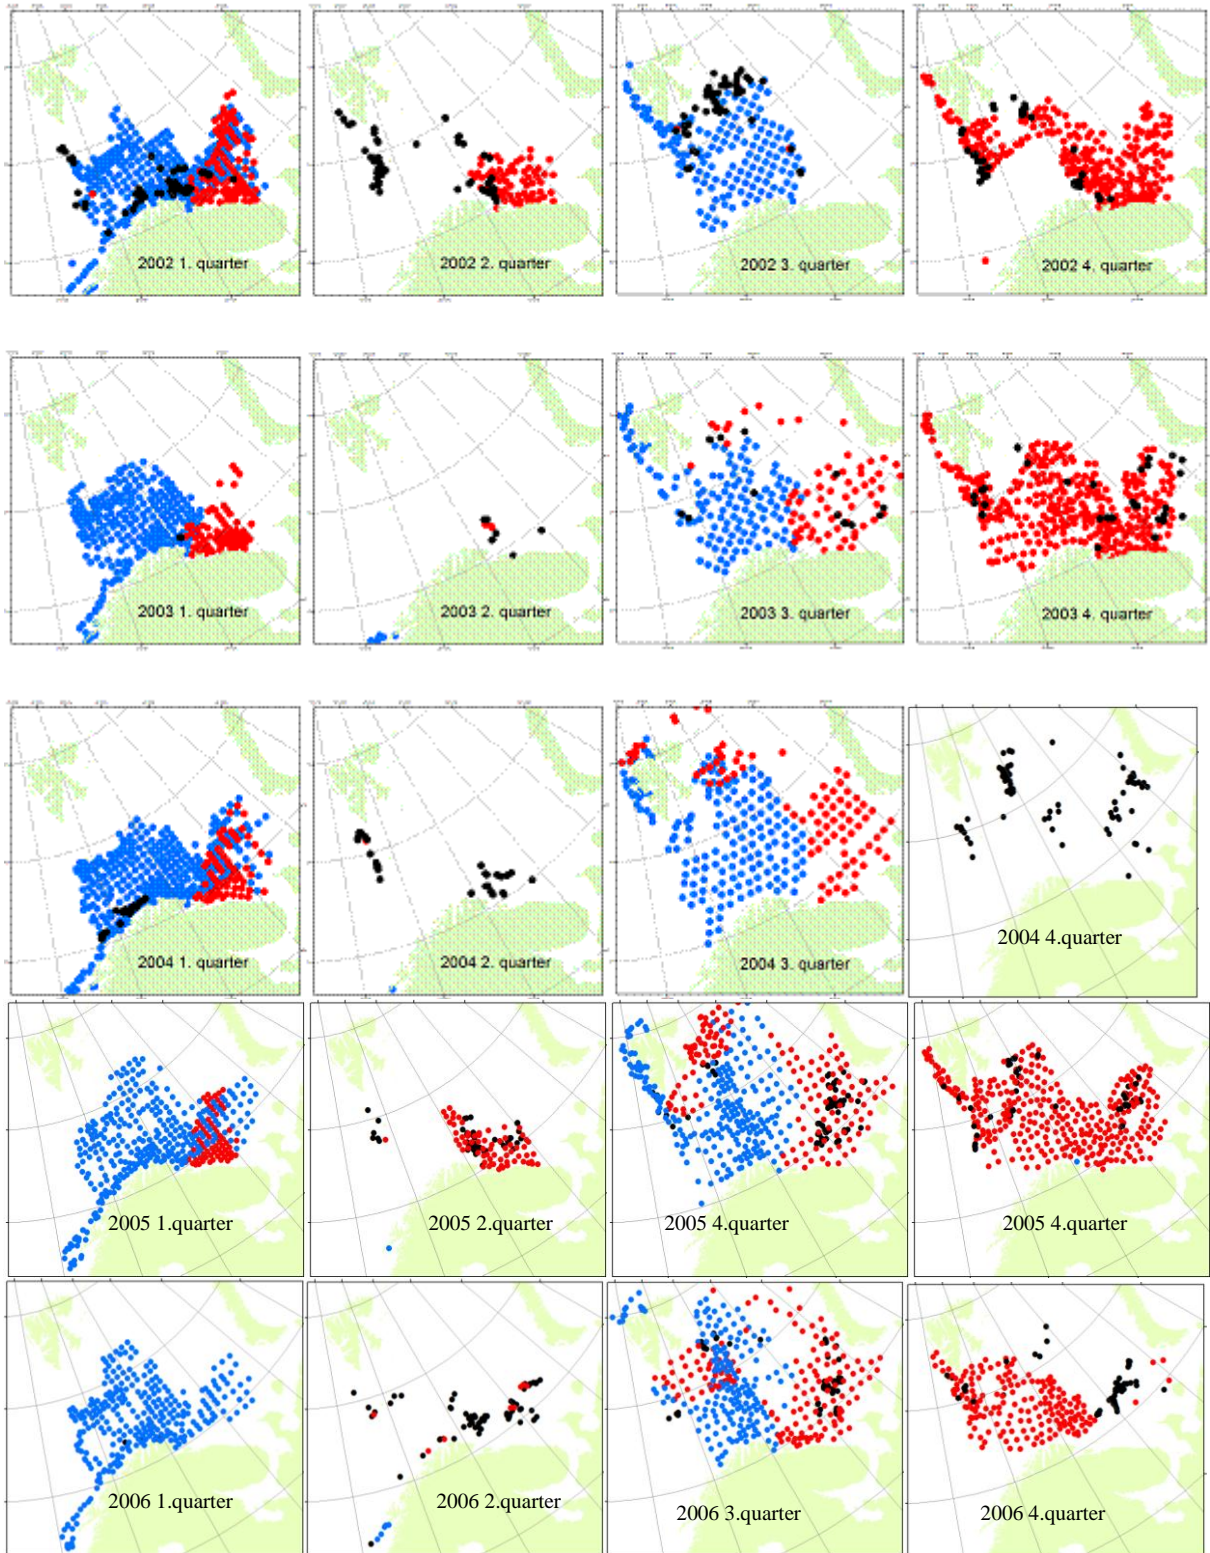 2002 1. quarter
2002 2. quarter
2002 3. quarter
2002 4. quarter
2003 1. quarter
2003 2. quarter
2003 3. quarter
2003 4. quarter
2004 1. quarter
2004 2. quarter
2004 3. quarter
2004 4.quarter
2005 1.quarter
2005 2.quarter
2005 4.quarter
2005 4.quarter
2006 1.quarter
2006 2.quarter
2006 3.quarter
2006 4.quarter